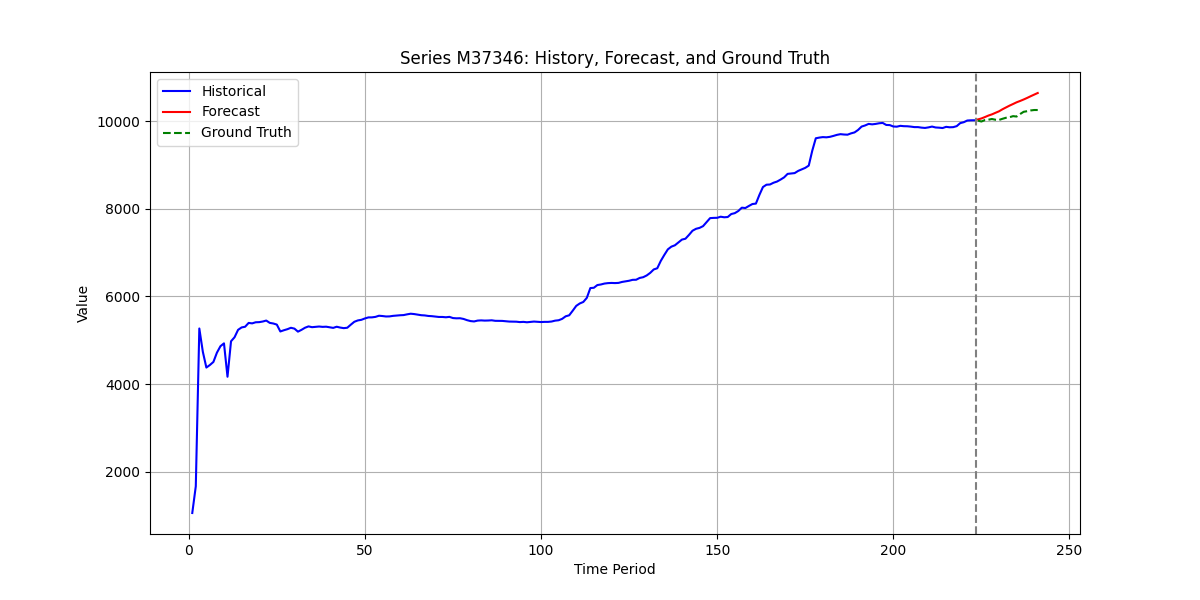 Series M37346: History, Forecast, and Ground Truth
Historical
Forecast
Ground Truth
10000
8000
6000
4000
2000
Value
0
50
100
150
200
250
Time Period